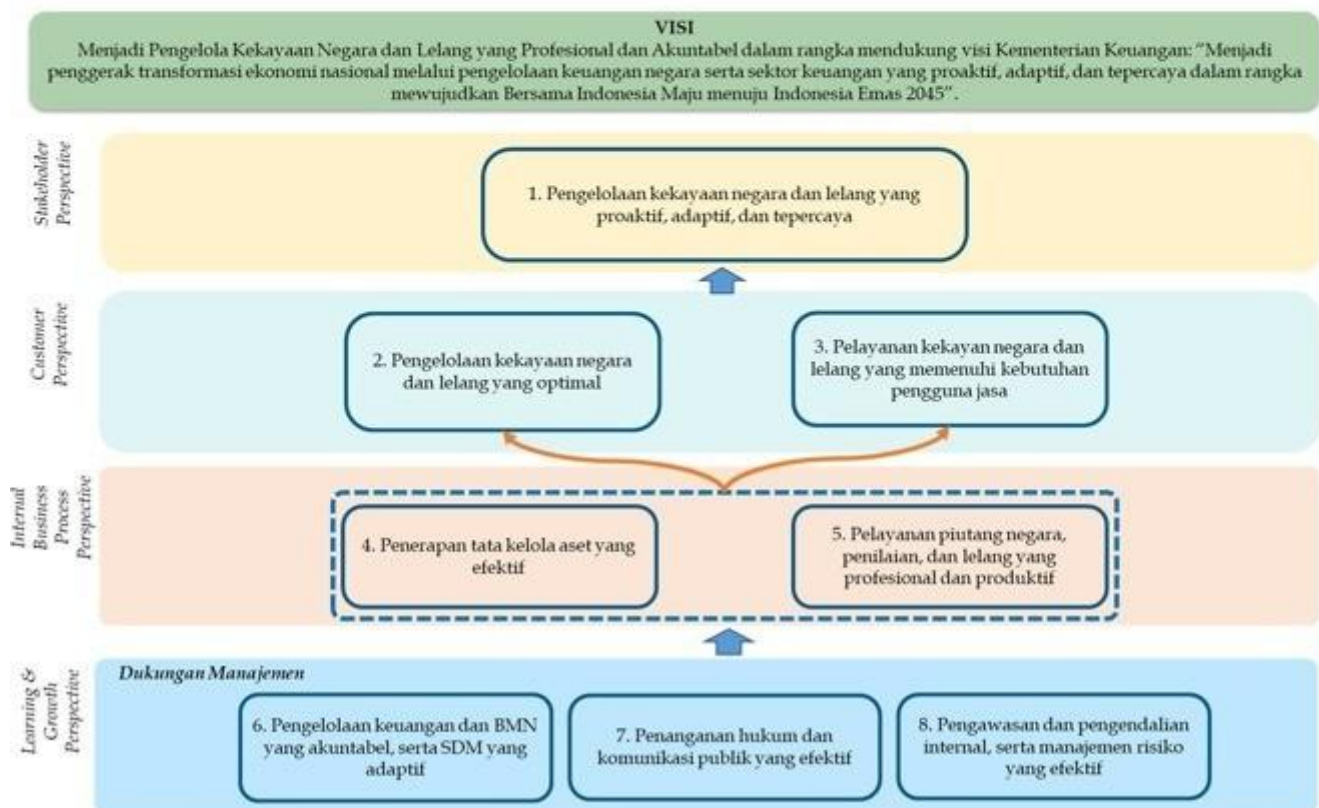 VISI
Menjadi Pengelola Kekayaan Negara dan Lelang yang Profesional dan Akuntabel dalam rangka mendukung visi Kementerian Keuangan: “Menjadi
penggerak transformasi ekonomi nasional melalui pengelolaan keuangan negara serta sektor keuangan yang proaktif, adaptif, dan tepercaya dalam rangka
mewujudkan Bersama Indonesia Maju menuju Indonesia Emas 2045”.
Stakeholder
Perspective
1. Pengelolaan kekayaan negara dan lelang yang
proaktif, adaptif, dan tepercaya
Customer
Perspective
2. Pengelolaan kekayaan negara
dan lelang yang optimal
3. Pelayanan kekayan negara dan
lelang yang memenuhi kebutuhan
pengguna jasa
Internal
Business
Process
Perspective
4. Penerapan tata kelola aset yang
efektif
5. Pelayanan piutang negara,
penilaian, dan lelang yang
profesional dan produktif
Learning &
Growth
Perspective
Dukungan Manajemen
6. Pengelolaan keuangan dan BMN
yang akuntabel, serta SDM yang
adaptif
7. Penanganan hukum dan
komunikasi publik yang efektif
8. Pengawasan dan pengendalian
internal, serta manajemen risiko
yang efektif